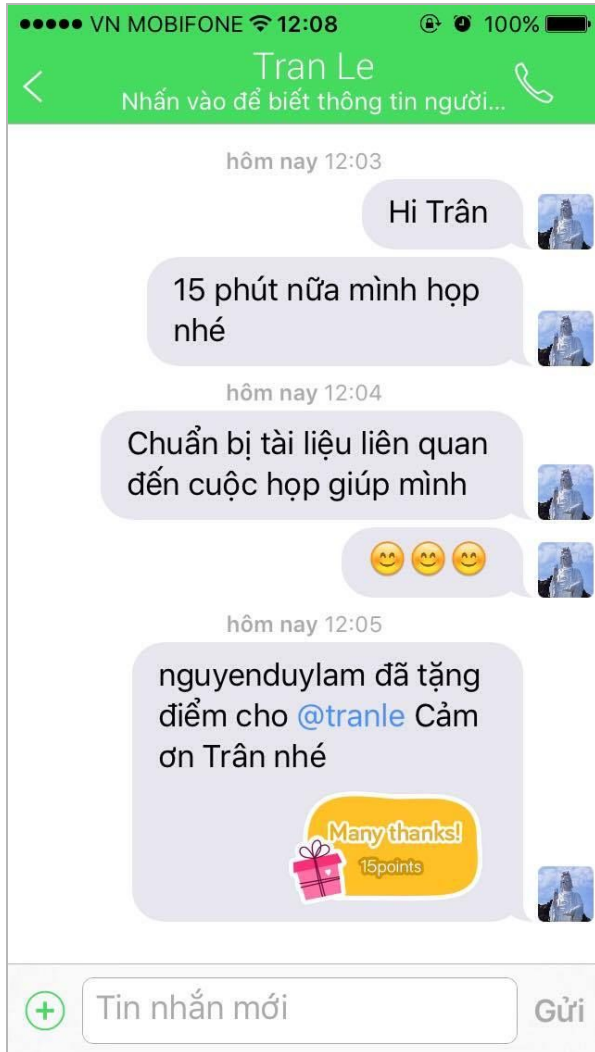 VN MOBIFONE 12:08 100%
Tran Le
Nhấn vào để biết thông tin người...
hôm nay 12:03
Hi Trân
15 phút nữa mình họp
nhé
hôm nay 12:04
Chuẩn bị tài liệu liên quan
đến cuộc họp giúp mình
hôm nay 12:05
nguyenduylam đã tặng
điểm cho @tranle Cảm
ơn Trân nhé
Many thanks!
15points
Tin nhắn mới
Gửi